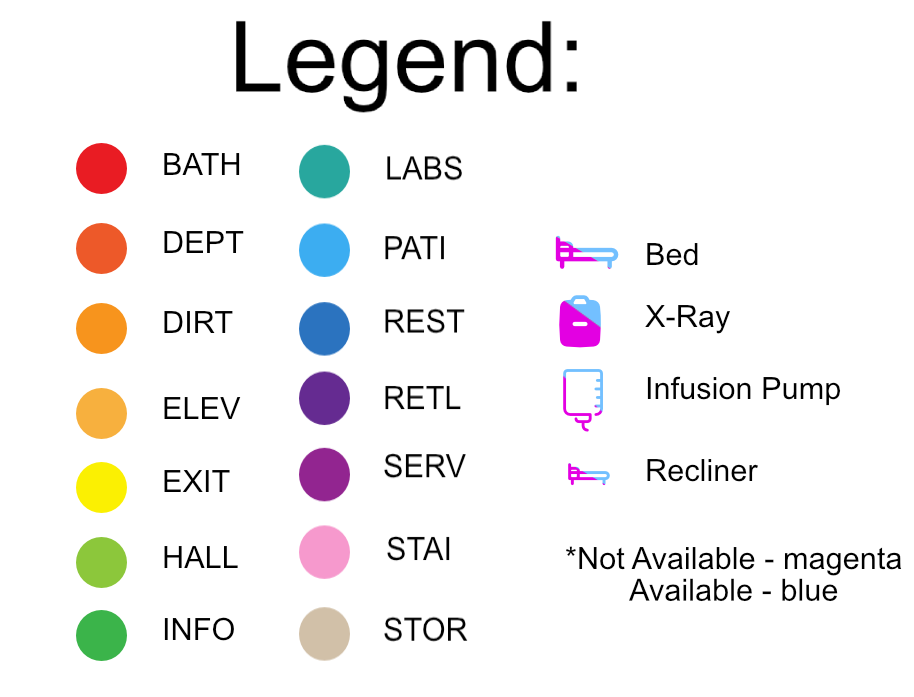 Legend:
BATH
DEPT
DIRT
ELEV
EXIT
HALL
INFO
LABS
PATI
REST
RETL
SERV
STAI
STOR
Bed
X-Ray
Infusion Pump
Recliner
*Not Available - magenta
Available - blue